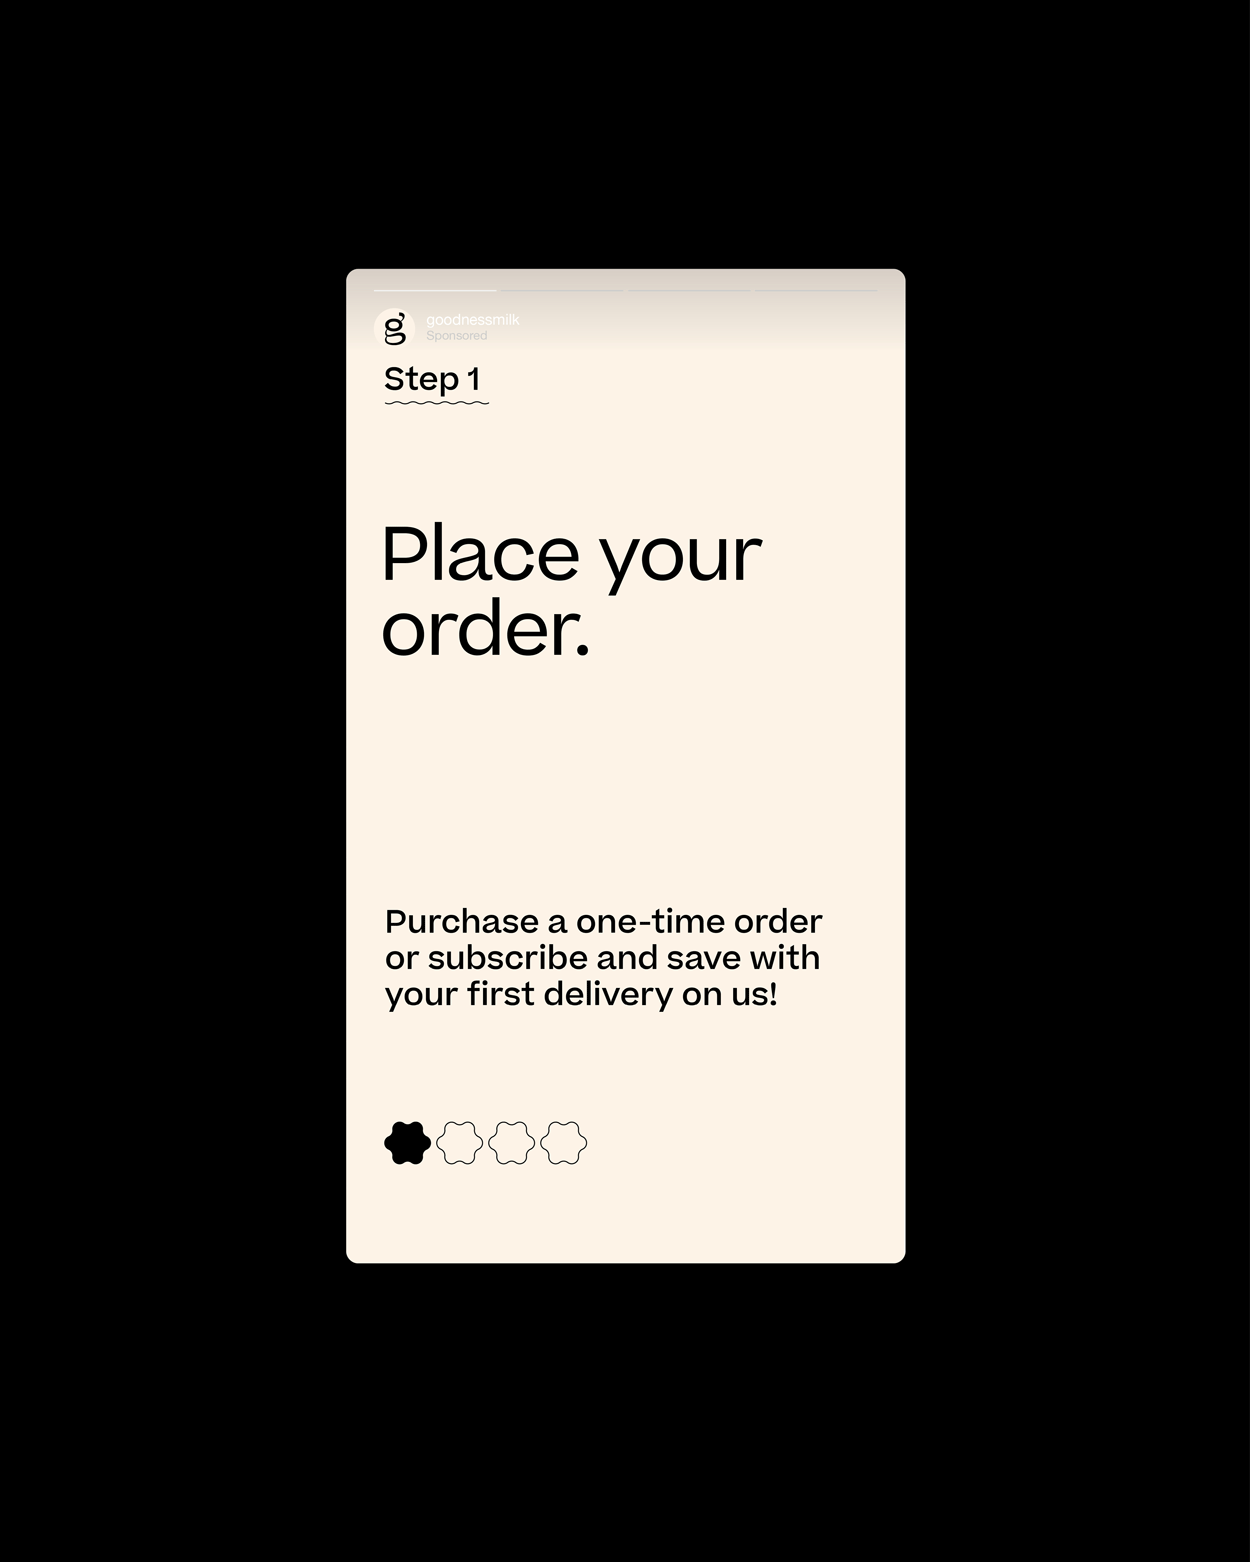 g
goodnessmilk
Sponsored
Step 1
Place your
order.
Purchase a one-time order
or subscribe and save with
your first delivery on us!